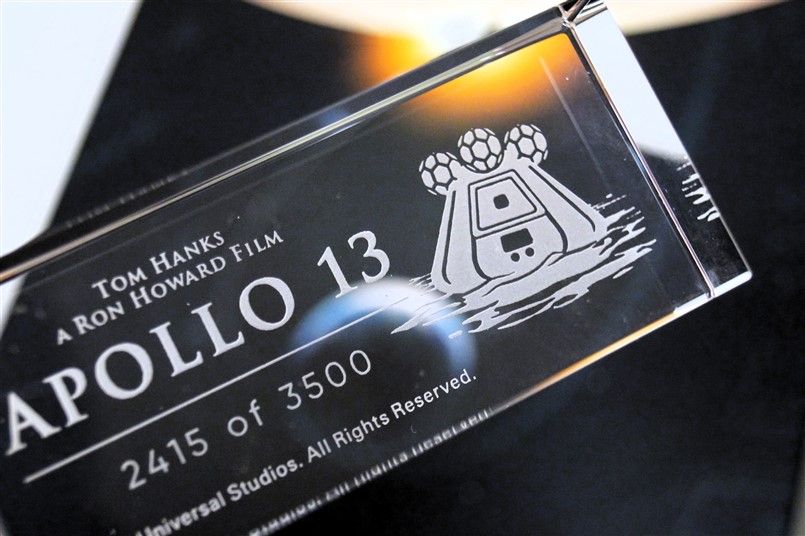 TOM HANKS
A RON HOWARD FILM
APOLLO 13
2415 of 3500
Universal Studios. All Rights Reserved.